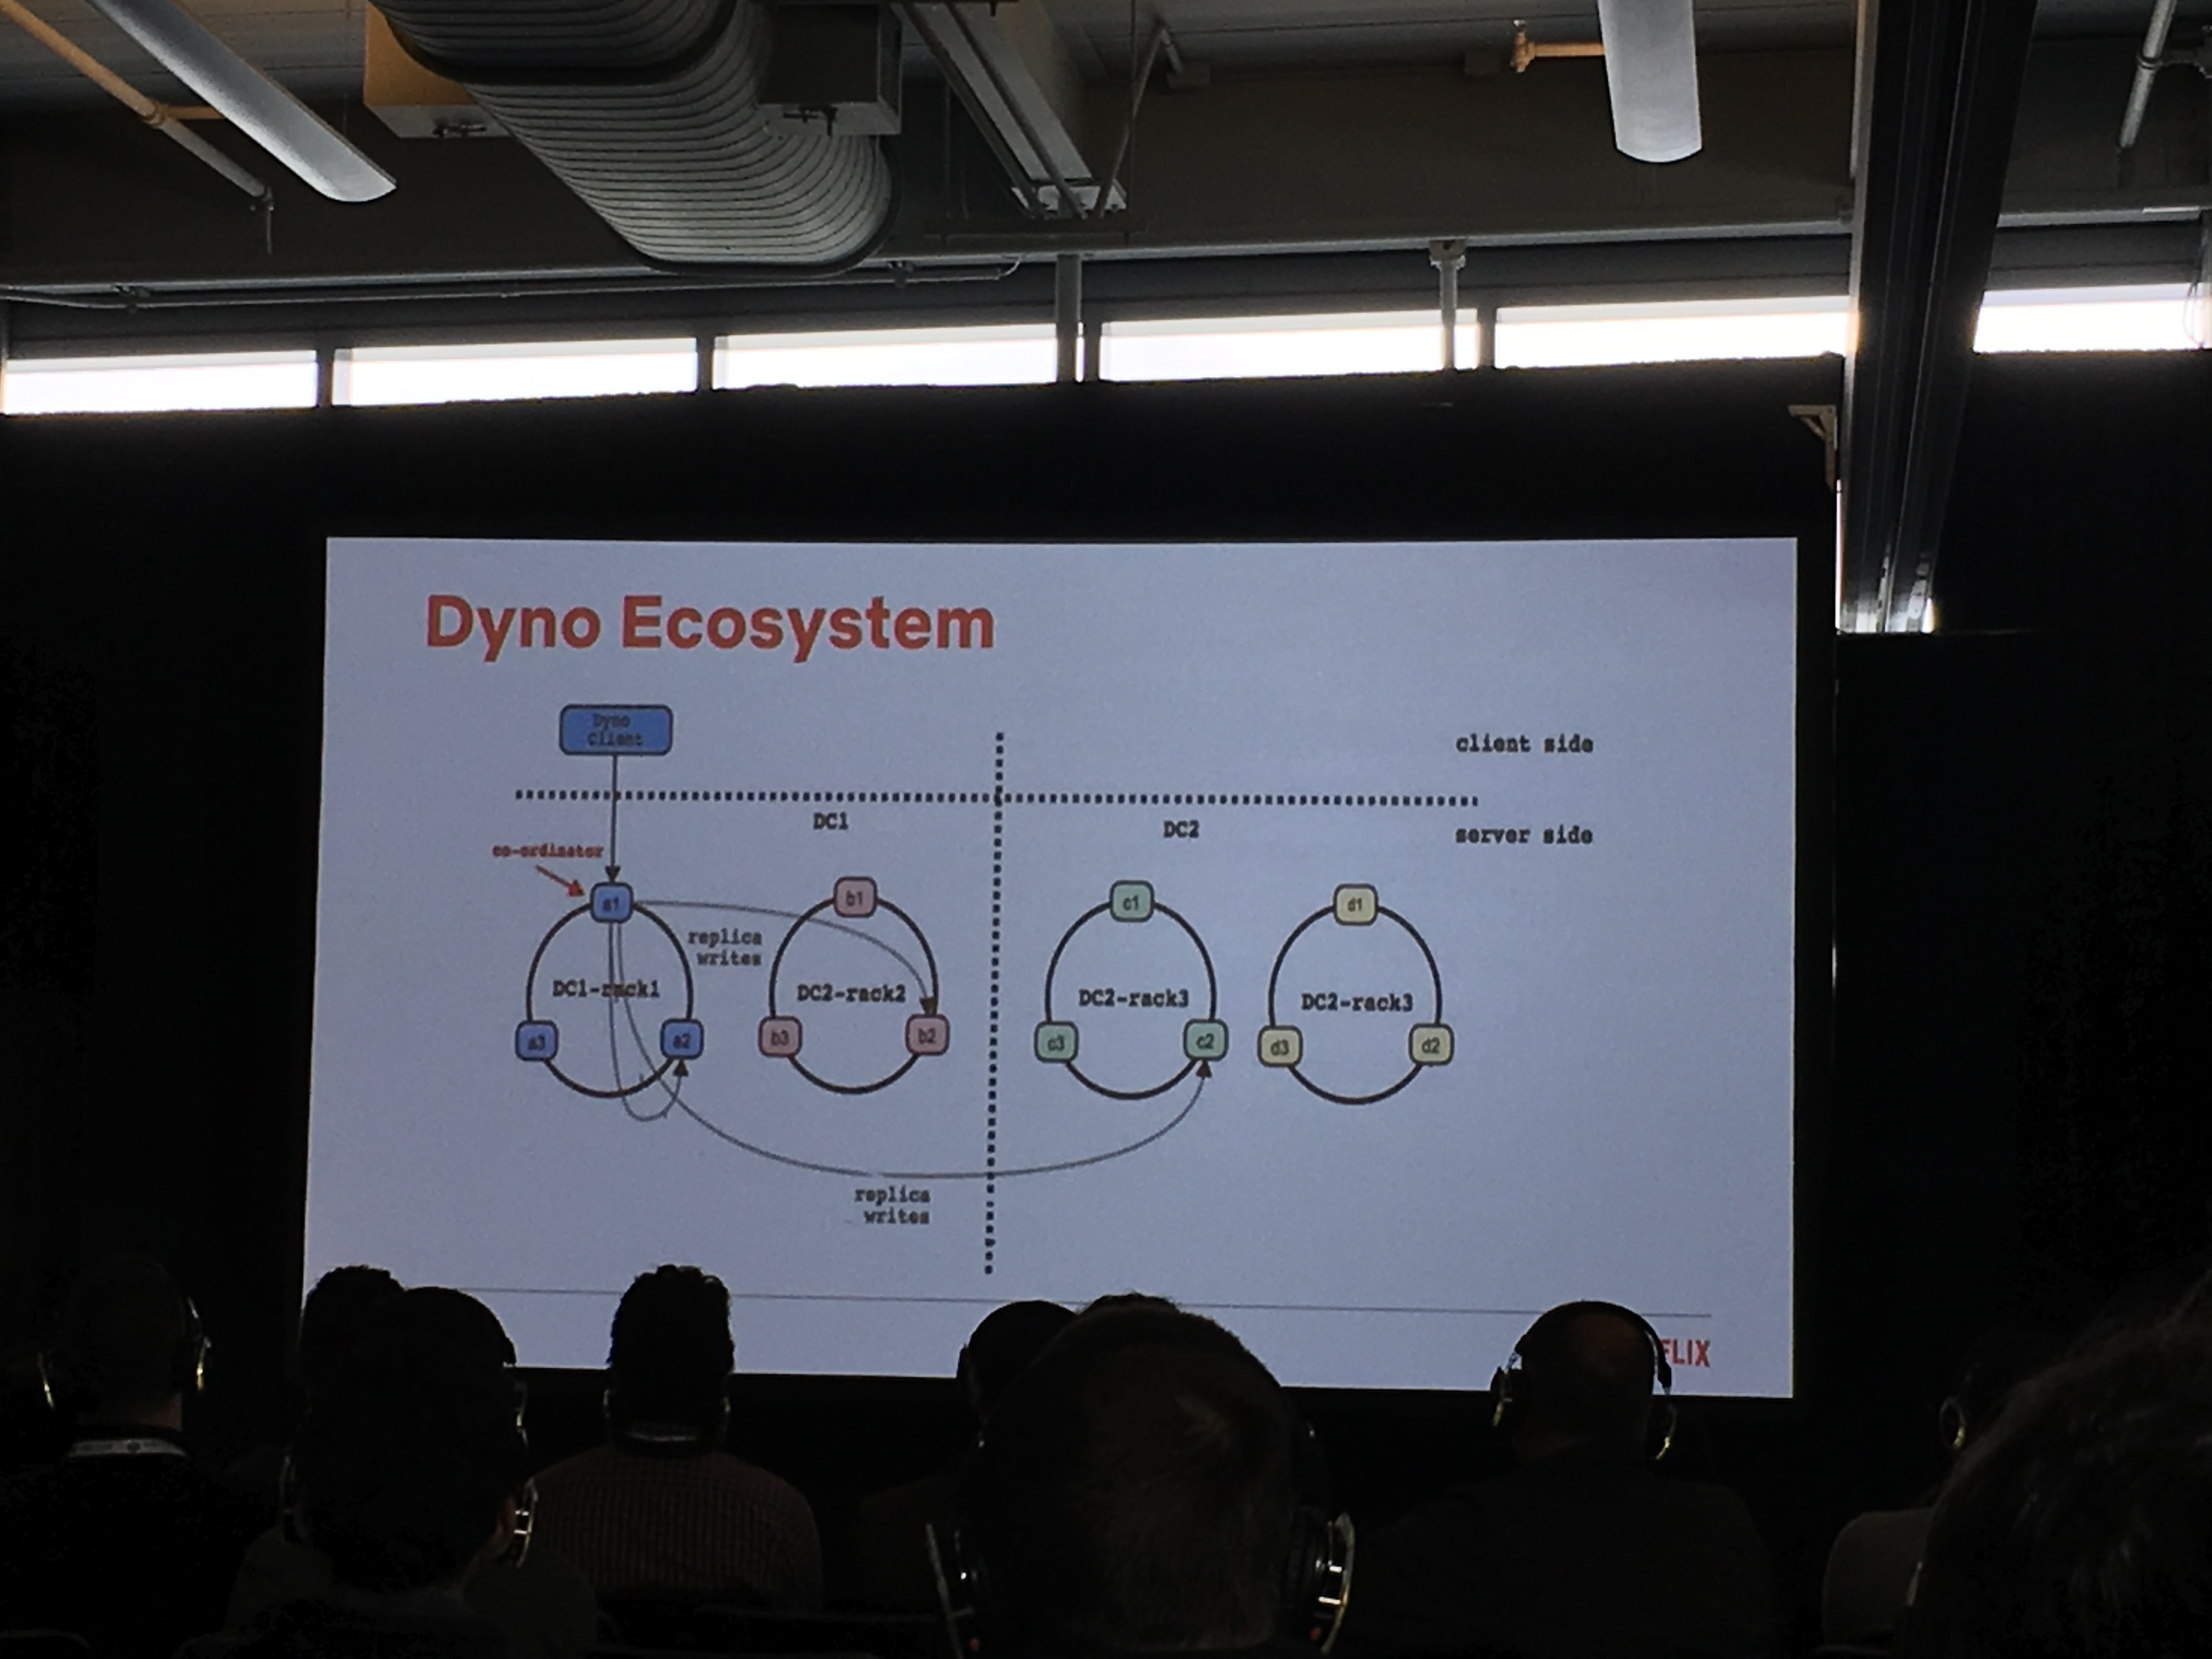 Dyno Ecosystem
Dyno
Client
client side
DC1
DC2
server side
co-ordinator
a1
b1
c1
d1
replica
writes
DC1-rack1
DC2-rack2
DC2-rack3
DC2-rack3
a3
a2
b3
b2
c3
c2
d3
d2
replica
writes
FLIX